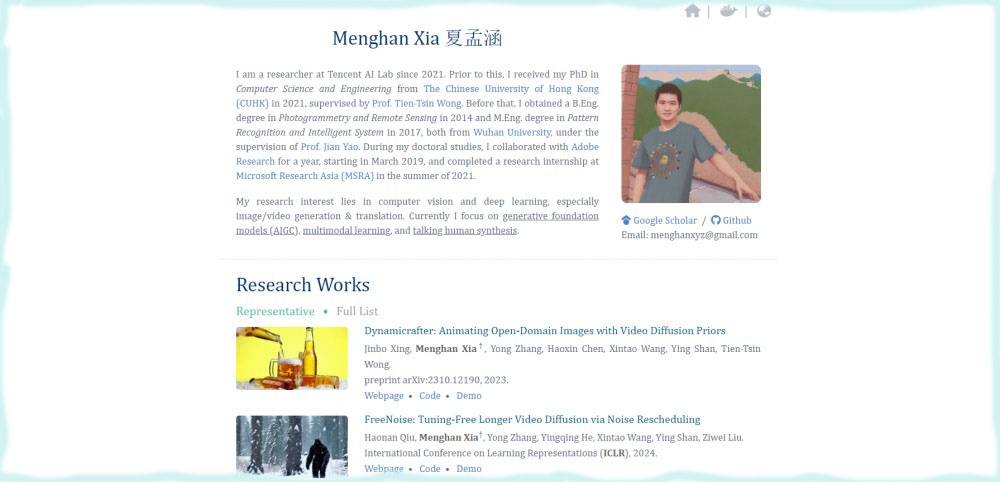 Menghan Xia 夏孟涵
I am a researcher at Tencent AI Lab since 2021. Prior to this, I received my PhD in
Computer Science and Engineering from The Chinese University of Hong Kong
(CUHK) in 2021, supervised by Prof. Tien-Tsin Wong. Before that, I obtained a B.Eng.
degree in Photogrammetry and Remote Sensing in 2014 and M.Eng. degree in Pattern
Recognition and Intelligent System in 2017, both from Wuhan University, under the
supervision of Prof. Jian Yao. During my doctoral studies, I collaborated with Adobe
Research for a year, starting in March 2019, and completed a research internship at
Microsoft Research Asia (MSRA) in the summer of 2021.
My research interest lies in computer vision and deep learning, especially
image/video generation & translation. Currently I focus on generative foundation
models (AIGC), multimodal learning, and talking human synthesis.
Google Scholar / Github
Email: menghanxyz@gmail.com
Research Works
Representative • Full List
Dynamicrafter: Animating Open-Domain Images with Video Diffusion Priors
Jinbo Xing, Menghan Xia†, Yong Zhang, Haoxin Chen, Xintao Wang, Ying Shan, Tien-Tsin
Wong.
preprint arXiv:2310.12190, 2023.
Webpage • Code • Demo
FreeNoise: Tuning-Free Longer Video Diffusion via Noise Rescheduling
Haonan Qiu, Menghan Xia†, Yong Zhang, Yingqing He, Xintao Wang, Ying Shan, Ziwei Liu.
International Conference on Learning Representations (ICLR), 2024.
Webpage • Code • Demo